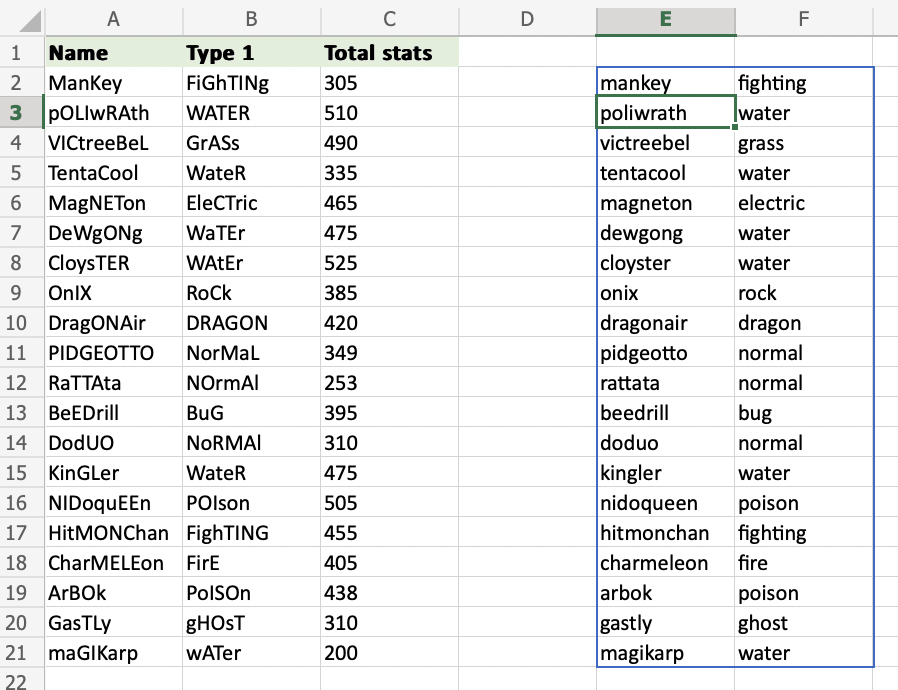 A B C D E F
1 Name Type 1 Total stats
2 ManKey FiGhTINg 305 mankey fighting
3 pOLIwRAth WATER 510 poliwrath water
4 VICtreeBeL GrASs 490 victreebel grass
5 TentaCool WateR 335 tentacool water
6 MagNETon EleCTric 465 magneton electric
7 DeWgONg WaTEr 475 dewgong water
8 CloysTER WAtEr 525 cloyster water
9 OnIX RoCk 385 onix rock
10 DragONAir DRAGON 420 dragonair dragon
11 PIDGEOTTO NorMaL 349 pidgeotto normal
12 RaTTAta NOrmAl 253 rattata normal
13 BeEDrill BuG 395 beedrill bug
14 DodUO NoRMAl 310 doduo normal
15 KinGLer WateR 475 kingler water
16 NIDoquEEn POIson 505 nidoqueen poison
17 HitMONChan FighTING 455 hitmonchan fighting
18 CharMELEon FirE 405 charmeleon fire
19 ArBOk PoISOn 438 arbok poison
20 GasTLy gHOsT 310 gastly ghost
21 maGIKarp wATer 200 magikarp water
22